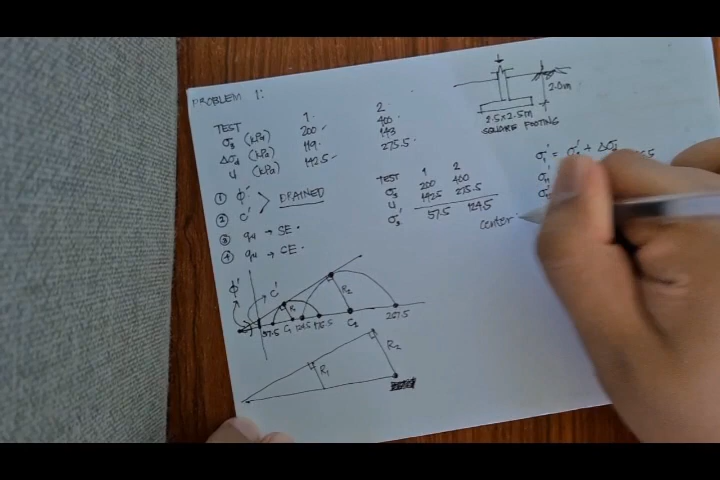 PROBLEM 1:
TEST 1 2
σ3 (kPa) 200 400
Δσd (kPa) 119 143
u (kPa) 142.5 275.5
① φ'
② c'
DRAINED
③ qu → SE
④ qu → CE
2.0m
2.5x2.5m
SQUARE FOOTING
TEST 1 2
σ3 200 400
u 142.5 275.5
σ3' 57.5 124.5
center
σ1' = σ3' + Δσd
φ' c'
R1 R2
57.5 C1 124.5 176.5 C2 267.5
R1 R2